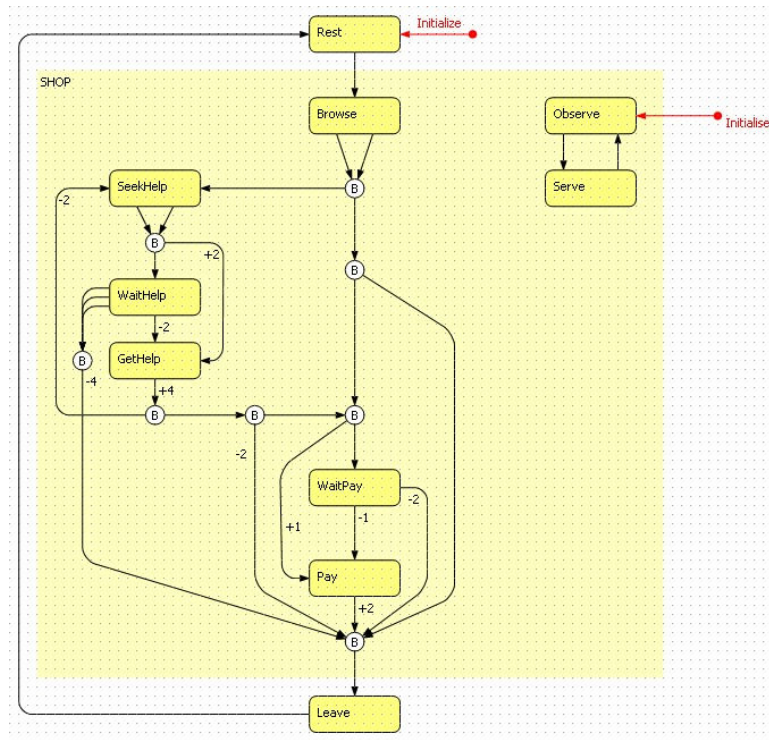 Initialize
Rest
SHOP
Browse
Observe
Initialise
SeekHelp
B
Serve
-2
B
+2
B
WaitHelp
-2
B
GetHelp
-4
+4
B
B
B
-2
WaitPay
-2
+1
-1
Pay
+2
B
Leave